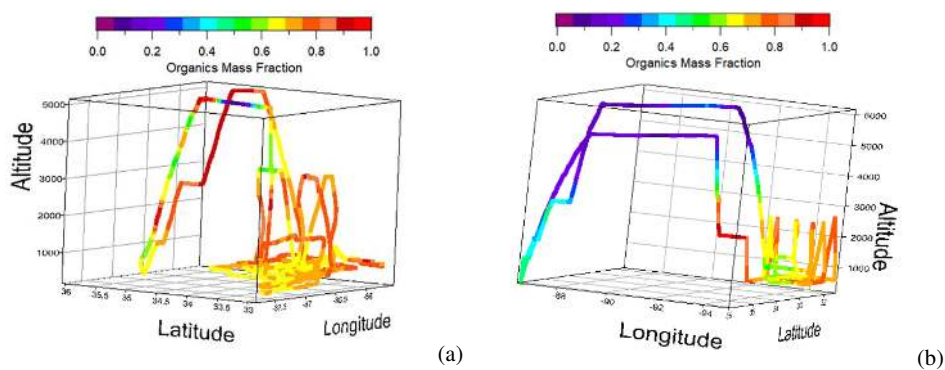 0.0 0.2 0.4 0.6 0.8 1.0
Organics Mass Fraction
5000
4000
3000
2000
1000
Altitude
36 35.5 35 34.5 34 33.5 33
Latitude
Longitude
(a)
0.0 0.2 0.4 0.6 0.8 1.0
Organics Mass Fraction
6000
5000
4000
3000
2000
1000
Altitude
-88 -90 -92 -94
Longitude
Latitude
(b)